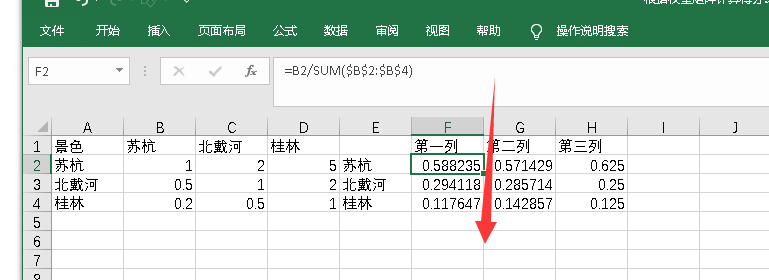 文件 开始 插入 页面布局 公式 数据 审阅 视图 帮助 操作说明搜索
F2 fx =B2/SUM($B$2:$B$4)
A B C D E F G H I J
1 景色 苏杭 北戴河 桂林 第一列 第二列 第三列
2 苏杭 1 2 5 苏杭 0.588235 0.571429 0.625
3 北戴河 0.5 1 2 北戴河 0.294118 0.285714 0.25
4 桂林 0.2 0.5 1 桂林 0.117647 0.142857 0.125
5
6
7
8